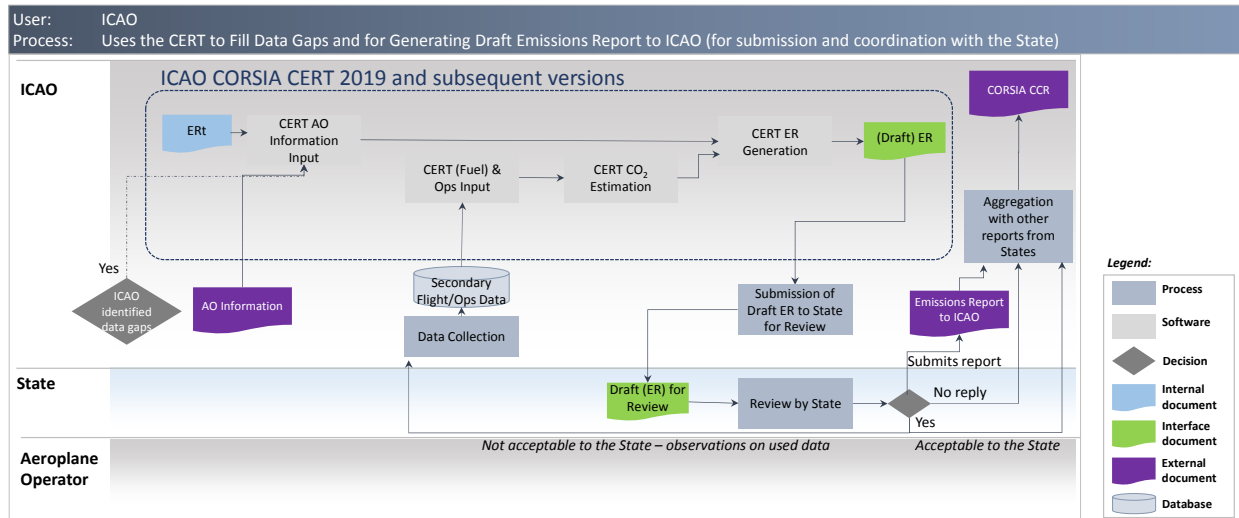 User: ICAO
Process: Uses the CERT to Fill Data Gaps and for Generating Draft Emissions Report to ICAO (for submission and coordination with the State)
ICAO
ICAO CORSIA CERT 2019 and subsequent versions
CORSIA CCR
ERt
CERT AO
Information
Input
CERT ER
Generation
(Draft) ER
CERT (Fuel) &
Ops Input
CERT CO₂
Estimation
Aggregation
with other
reports from
States
Yes
ICAO
identified
data gaps
AO Information
Secondary
Flight/Ops Data
Data Collection
Submission of
Draft ER to State
for Review
Emissions Report
to ICAO
Submits report
State
Draft (ER) for
Review
Review by State
No reply
Yes
Not acceptable to the State – observations on used data
Acceptable to the State
Aeroplane
Operator
Legend:
Process
Software
Decision
Internal
document
Interface
document
External
document
Database